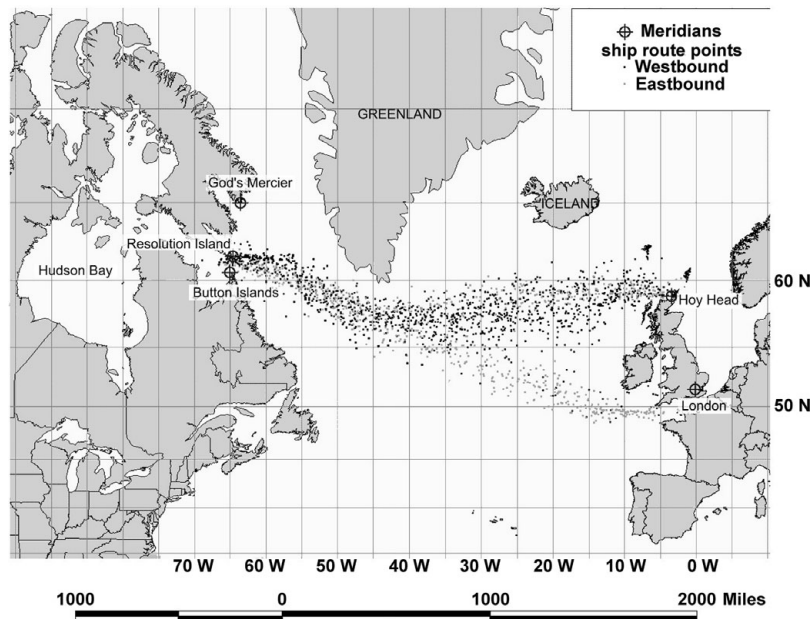 Meridians
ship route points
Westbound
Eastbound
GREENLAND
God's Mercier
ICELAND
Resolution Island
Hudson Bay
Button Islands
60 N
Hoy Head
London
50 N
70 W 60 W 50 W 40 W 30 W 20 W 10 W 0 W
1000 0 1000 2000 Miles